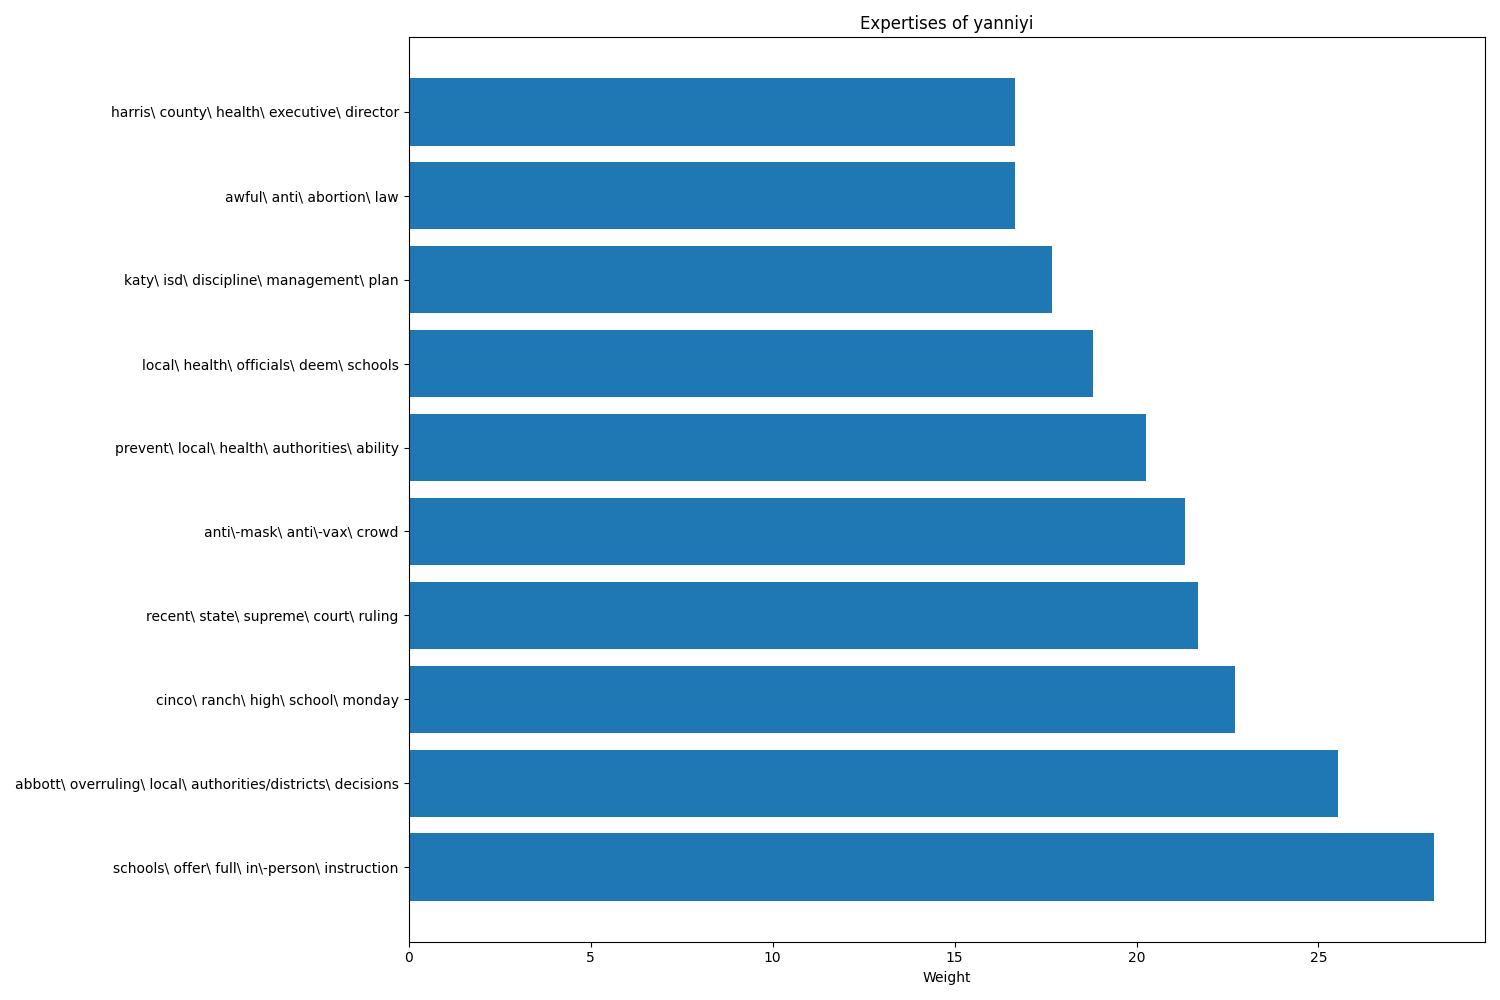 Expertises of yanniyi
harris\ county\ health\ executive\ director
awful\ anti\ abortion\ law
katy\ isd\ discipline\ management\ plan
local\ health\ officials\ deem\ schools
prevent\ local\ health\ authorities\ ability
anti\-mask\ anti\-vax\ crowd
recent\ state\ supreme\ court\ ruling
cinco\ ranch\ high\ school\ monday
abbott\ overruling\ local\ authorities/districts\ decisions
schools\ offer\ full\ in\-person\ instruction
0 5 10 15 20 25
Weight